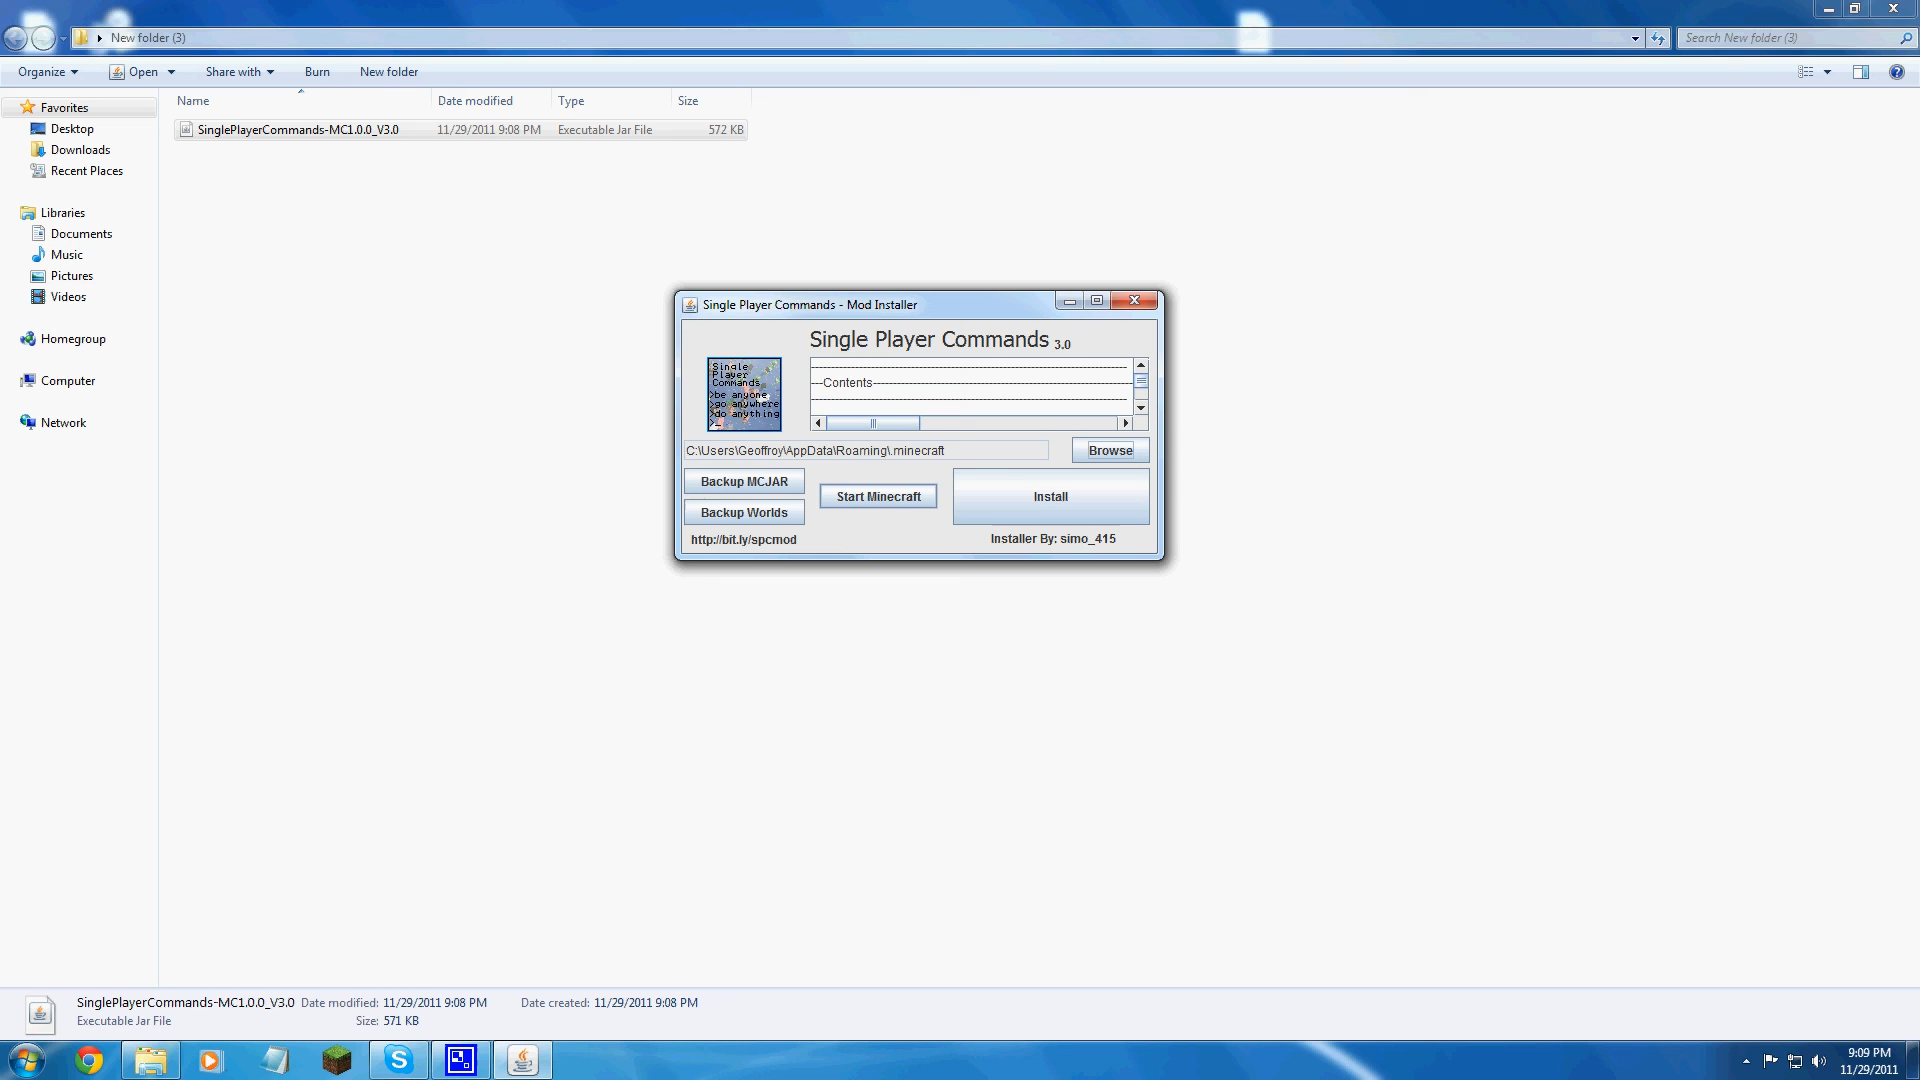 New folder (3)
Search New folder (3)
Organize
Open
Share with
Burn
New folder
Name
Date modified
Type
Size
Favorites
Desktop
Downloads
Recent Places
Libraries
Documents
Music
Pictures
Videos
Homegroup
Computer
Network
SinglePlayerCommands-MC1.0.0_V3.0
11/29/2011 9:08 PM
Executable Jar File
572 KB
Single Player Commands - Mod Installer
Single Player Commands 3.0
Single
Player
Commands
>be anyone
>go anywhere
>do anything
>_
---Contents---
C:\Users\Geoffroy\AppData\Roaming\.minecraft
Browse
Backup MCJAR
Backup Worlds
Start Minecraft
Install
http://bit.ly/spcmod
Installer By: simo_415
SinglePlayerCommands-MC1.0.0_V3.0
Date modified: 11/29/2011 9:08 PM
Date created: 11/29/2011 9:08 PM
Executable Jar File
Size: 571 KB
9:09 PM
11/29/2011